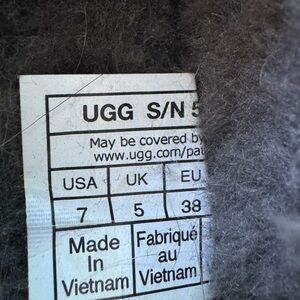 UGG S/N 5
May be covered by
www.ugg.com/pa
USA UK EU
7 5 38
Made Fabriqué
In au
Vietnam Vietnam